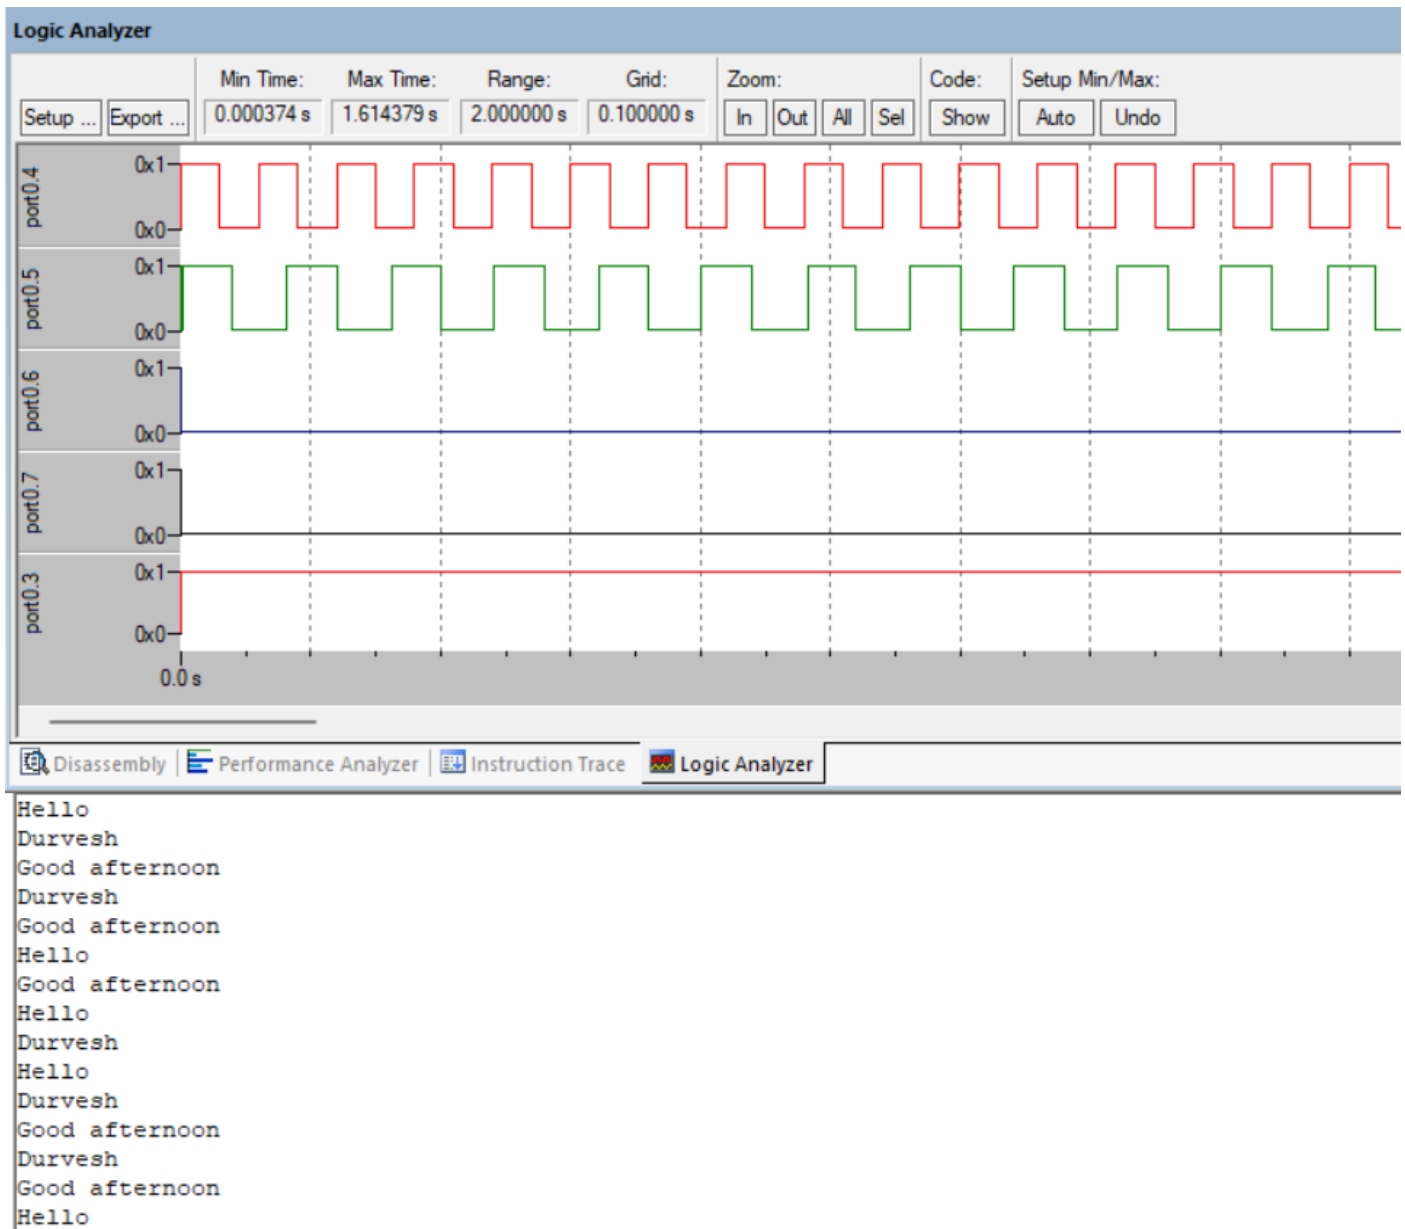 Logic Analyzer
Min Time: Max Time: Range: Grid: Zoom: Code: Setup Min/Max:
Setup ... Export ... 0.000374 s 1.614379 s 2.000000 s 0.100000 s In Out All Sel Show Auto Undo
port0.4 0x1
0x0
port0.5 0x1
0x0
port0.6 0x1
0x0
port0.7 0x1
0x0
port0.3 0x1
0x0
0.0 s
Disassembly Performance Analyzer Instruction Trace Logic Analyzer
Hello
Durvesh
Good afternoon
Durvesh
Good afternoon
Hello
Good afternoon
Hello
Durvesh
Hello
Durvesh
Good afternoon
Durvesh
Good afternoon
Hello